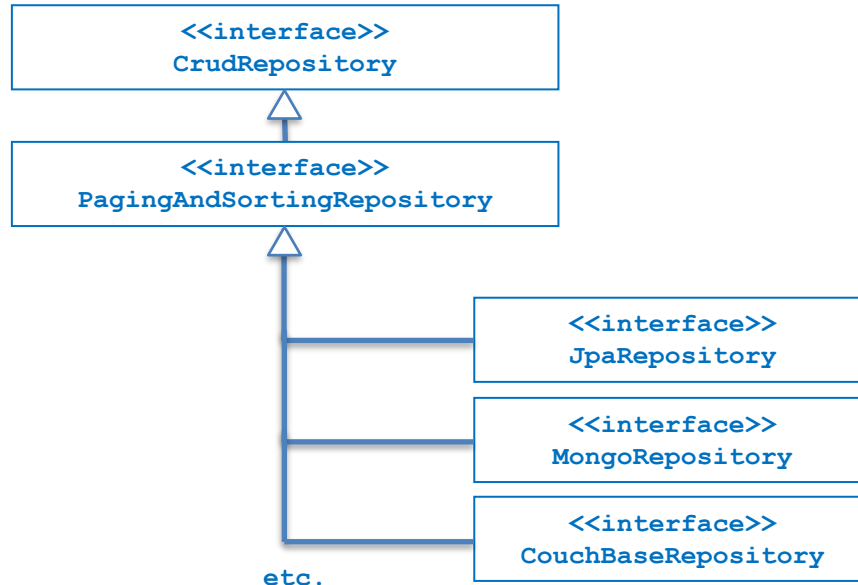 <<interface>>
CrudRepository
<<interface>>
PagingAndSortingRepository
<<interface>>
JpaRepository
<<interface>>
MongoRepository
<<interface>>
CouchBaseRepository
etc.